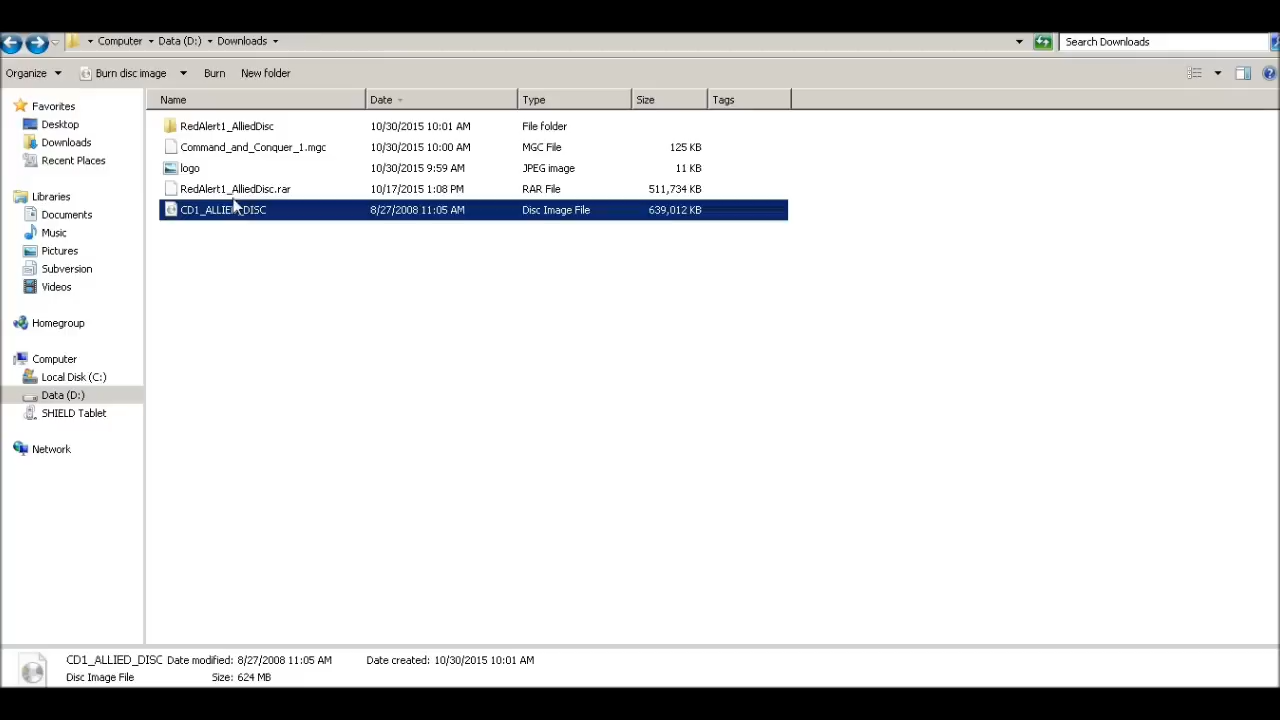 Computer Data (D:) Downloads Search Downloads
Organize Burn disc image Burn New folder
Name Date Type Size Tags
RedAlert1_AlliedDisc 10/30/2015 10:01 AM File folder
Command_and_Conquer_1.mgc 10/30/2015 10:00 AM MGC File 125 KB
logo 10/30/2015 9:59 AM JPEG image 11 KB
RedAlert1_AlliedDisc.rar 10/17/2015 1:08 PM RAR File 511,734 KB
CD1_ALLIED_DISC 8/27/2008 11:05 AM Disc Image File 639,012 KB
Favorites
Desktop
Downloads
Recent Places
Libraries
Documents
Music
Pictures
Subversion
Videos
Homegroup
Computer
Local Disk (C:)
Data (D:)
SHIELD Tablet
Network
CD1_ALLIED_DISC Date modified: 8/27/2008 11:05 AM Date created: 10/30/2015 10:01 AM
Disc Image File Size: 624 MB